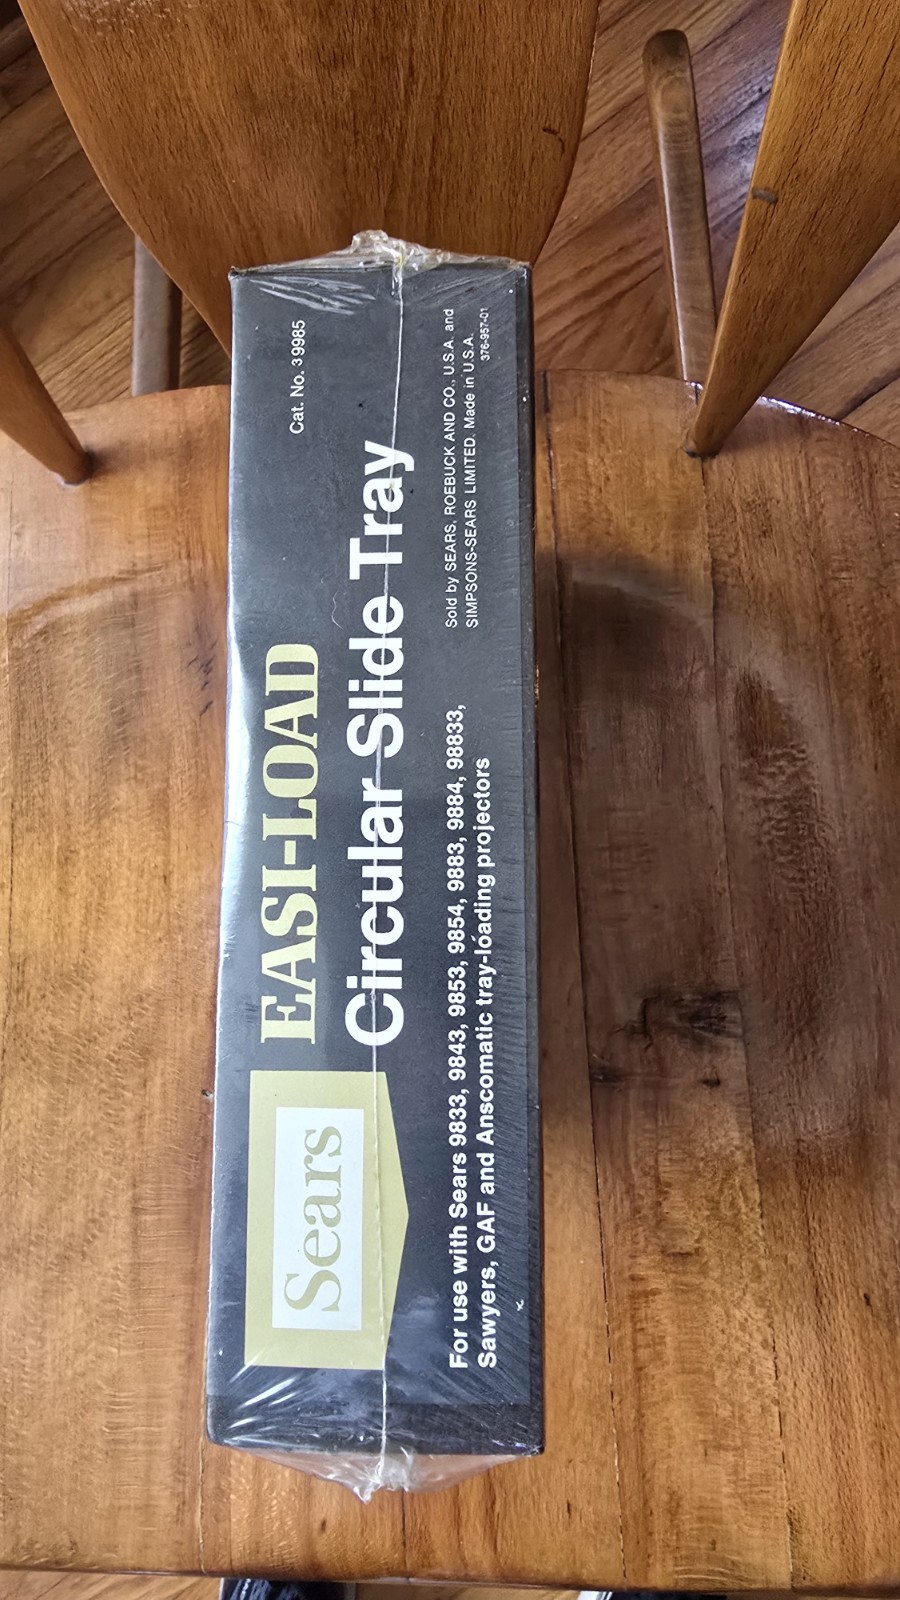 Sears
EASI-LOAD
Circular Slide Tray
Cat. No. 39985
For use with Sears 9833, 9843, 9853, 9854, 9883, 9884, 98833,
Sawyers, GAF and Anscomatic tray-loading projectors
Sold by SEARS, ROEBUCK AND CO., U.S.A. and
SIMPSONS-SEARS LIMITED. Made in U.S.A.
376-957-01